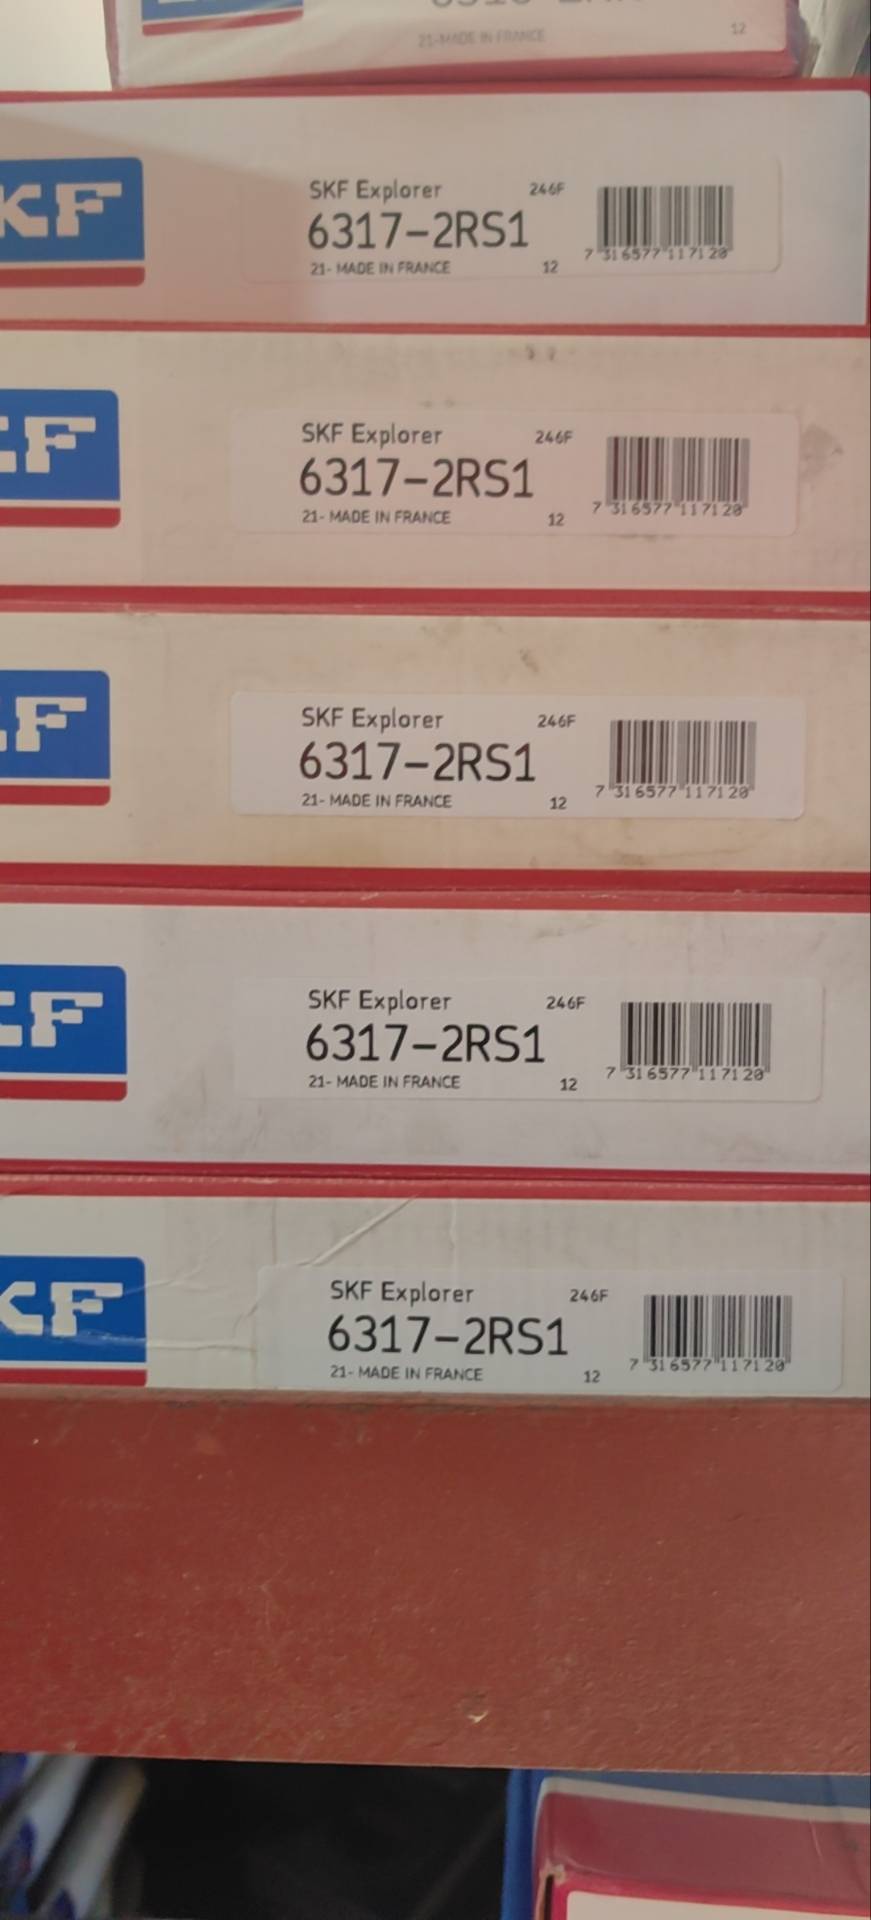 21-MADE IN FRANCE 12
KF
SKF Explorer 246F
6317-2RS1
21- MADE IN FRANCE 12
7 316577 117120
F
SKF Explorer 246F
6317-2RS1
21- MADE IN FRANCE 12
7 316577 117120
F
SKF Explorer 246F
6317-2RS1
21- MADE IN FRANCE 12
7 316577 117120
F
SKF Explorer 246F
6317-2RS1
21- MADE IN FRANCE 12
7 316577 117120
KF
SKF Explorer 246F
6317-2RS1
21- MADE IN FRANCE 12
7 316577 117120